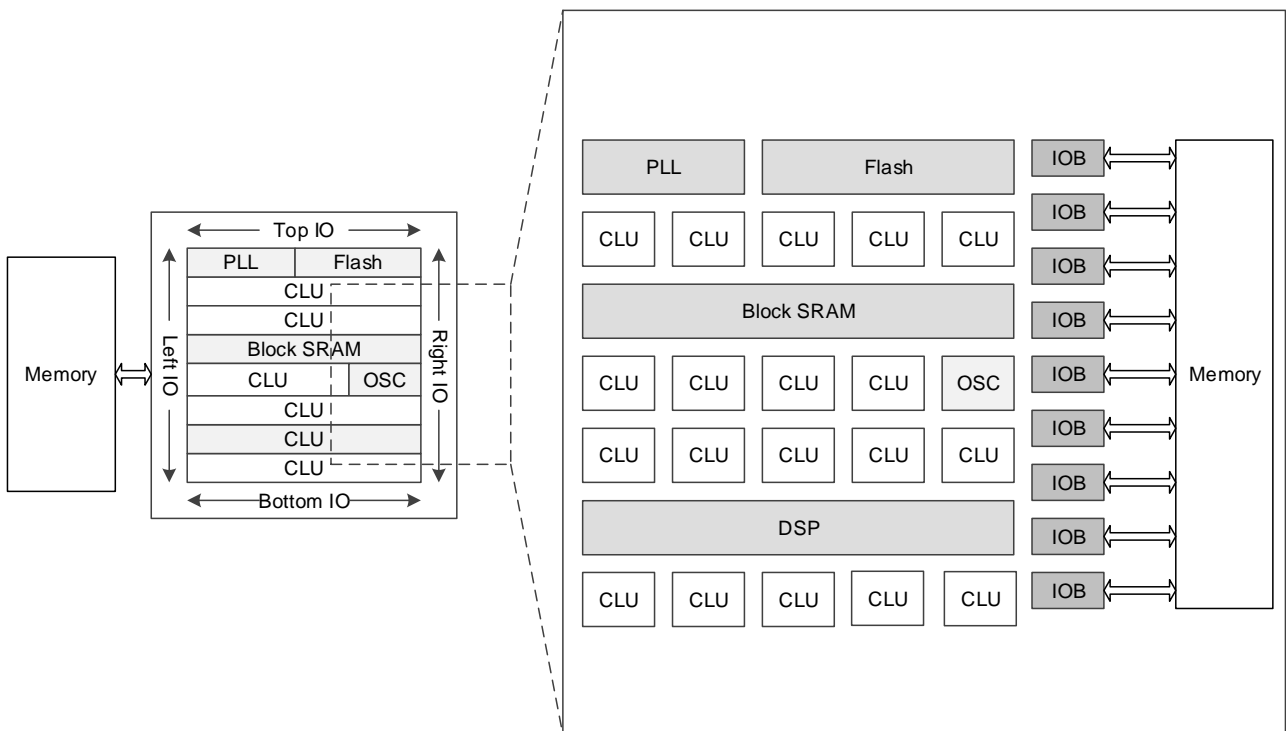 Memory
Top IO
PLL Flash
CLU
CLU
Block SRAM
CLU OSC
CLU
CLU
CLU
Left IO
Right IO
Bottom IO
PLL Flash IOB
IOB
CLU CLU CLU CLU CLU
IOB
Block SRAM IOB
CLU CLU CLU CLU OSC IOB
Memory
CLU CLU CLU CLU CLU IOB
IOB
DSP IOB
CLU CLU CLU CLU CLU IOB